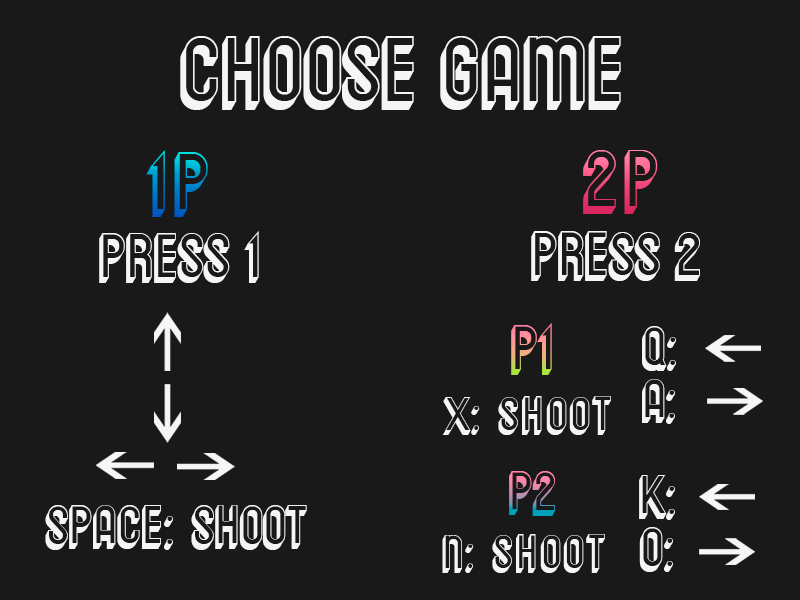 CHOOSE GAME
1P
PRESS 1
SPACE: SHOOT
2P
PRESS 2
P1
X: SHOOT
Q: ←
A: →
P2
N: SHOOT
K: ←
O: →